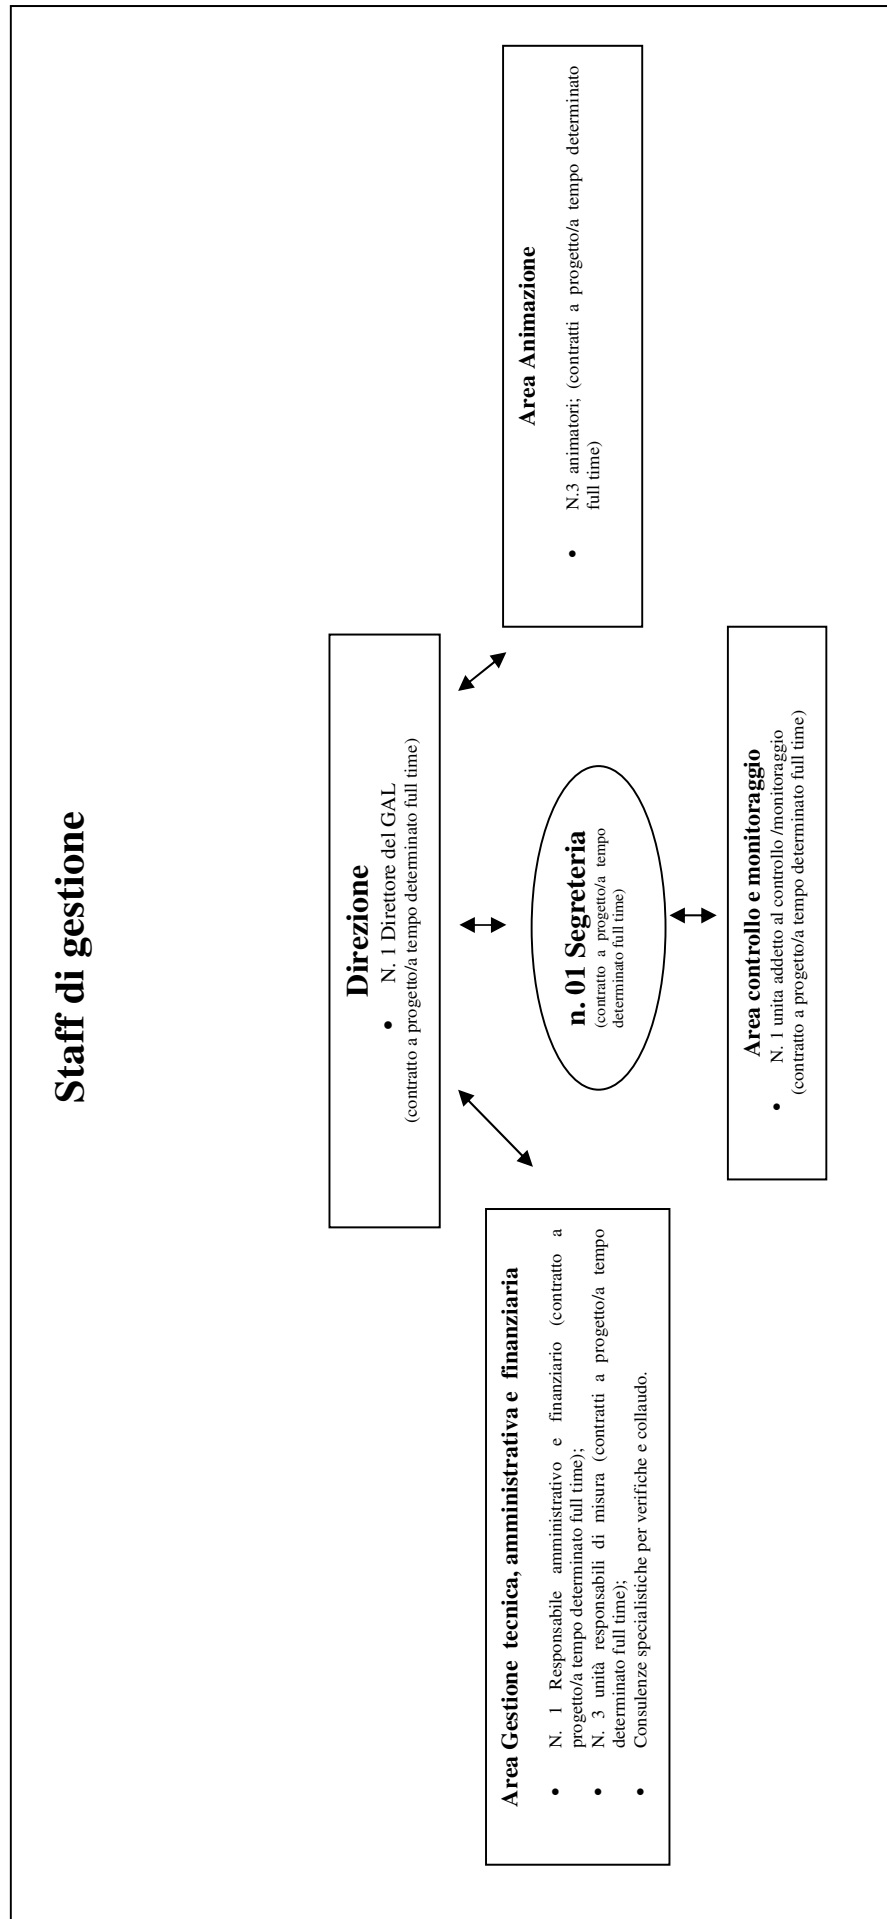 Staff di gestione
Direzione
• N. 1 Direttore del GAL
(contratto a progetto/a tempo determinato full time)
Area Gestione tecnica, amministrativa e finanziaria
• N. 1 Responsabile amministrativo e finanziario (contratto a
progetto/a tempo determinato full time);
• N. 3 unità responsabili di misura (contratti a progetto/a tempo
determinato full time);
• Consulenze specialistiche per verifiche e collaudo.
n. 01 Segreteria
(contratto a progetto/a tempo
determinato full time)
Area Animazione
• N.3 animatori; (contratti a progetto/a tempo determinato
full time)
Area controllo e monitoraggio
• N. 1 unita addetto al controllo /monitoraggio
(contratto a progetto/a tempo determinato full time)